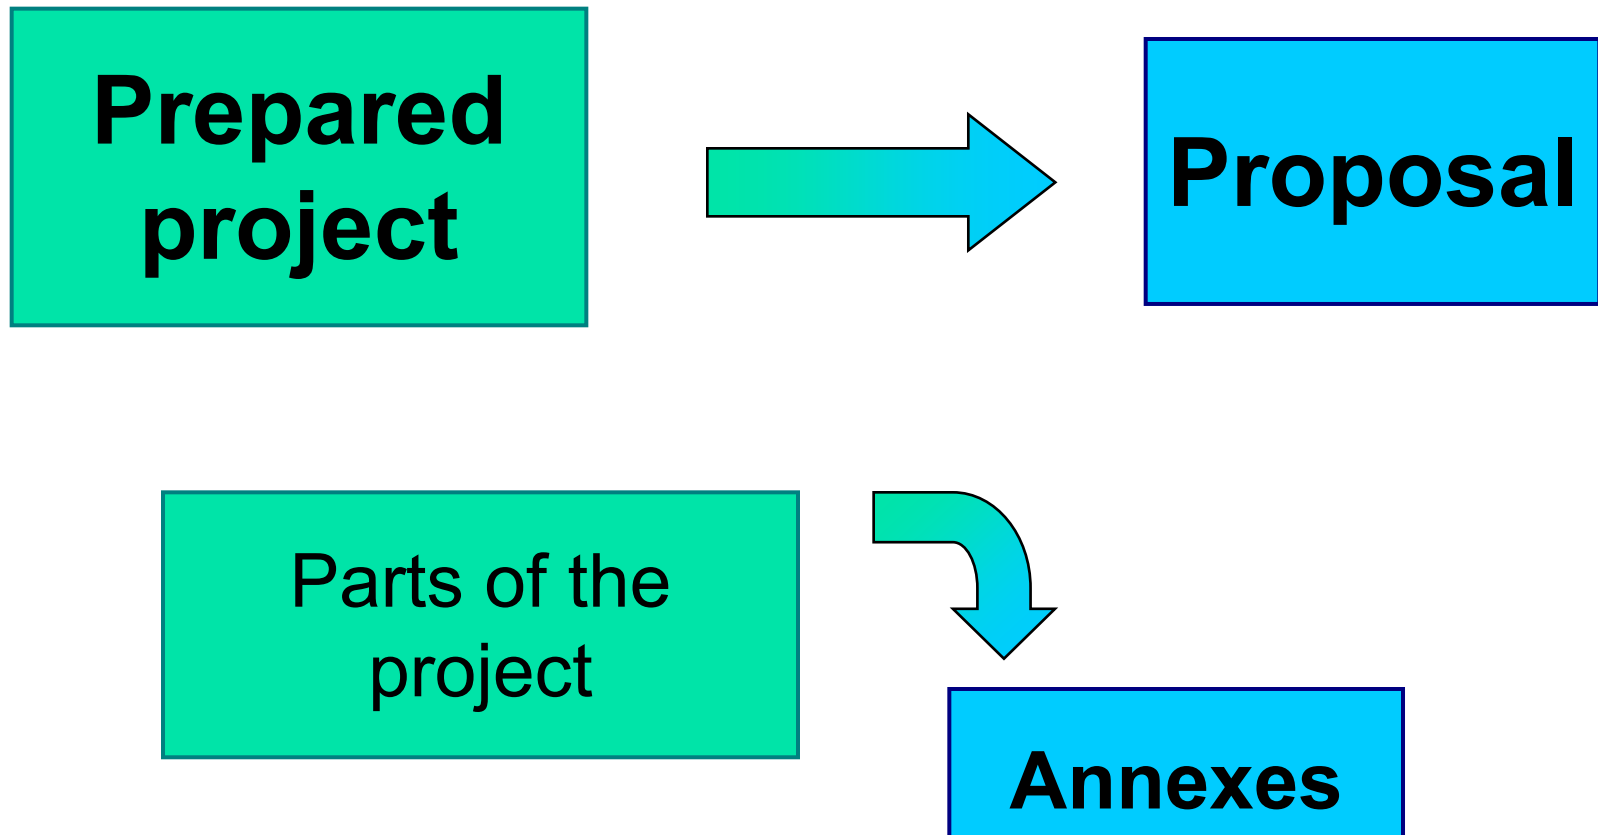 Prepared
project
Proposal
Parts of the
project
Annexes